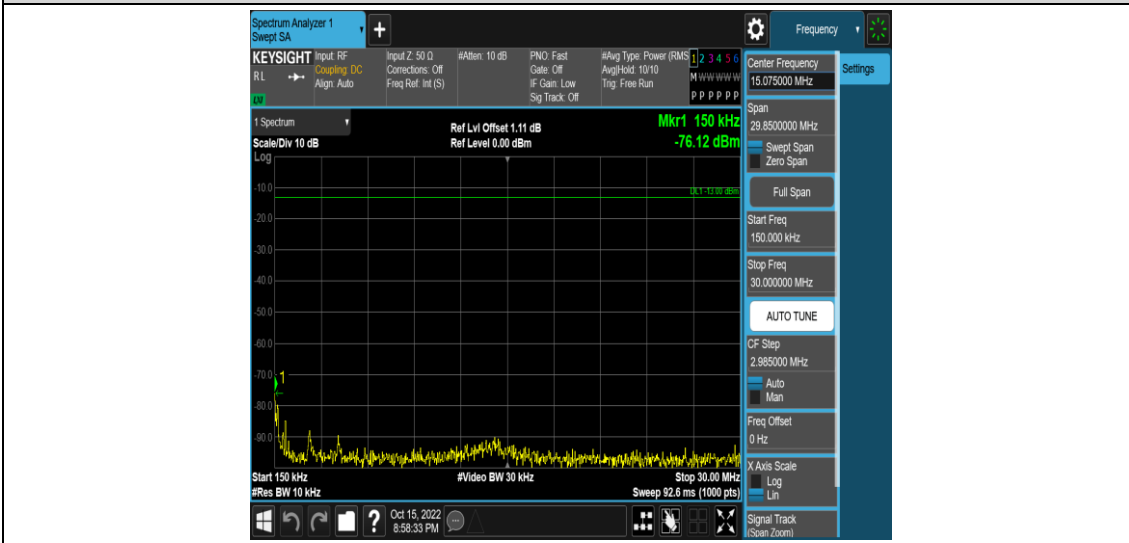 Spectrum Analyzer 1
Swept SA
Frequency
KEYSIGHT
RL
LXI
Input: RF
Coupling: DC
Align: Auto
Input Z: 50 Ω
Corrections: Off
Freq Ref: Int (S)
#Atten: 10 dB
PNO: Fast
Gate: Off
IF Gain: Low
Sig Track: Off
#Avg Type: Power (RMS
Avg|Hold: 10/10
Trig: Free Run
1 2 3 4 5 6
M W W W W W
P P P P P P
Center Frequency
15.075000 MHz
Settings
1 Spectrum
Ref Lvl Offset 1.11 dB
Mkr1 150 kHz
Scale/Div 10 dB
Ref Level 0.00 dBm
-76.12 dBm
Log
DL1 -13.00 dBm
-10.0
-20.0
-30.0
-40.0
-50.0
-60.0
-70.0
1
-80.0
-90.0
Start 150 kHz
#Video BW 30 kHz
Stop 30.00 MHz
#Res BW 10 kHz
Sweep 92.6 ms (1000 pts)
Span
29.8500000 MHz
Swept Span
Zero Span
Full Span
Start Freq
150.000 kHz
Stop Freq
30.000000 MHz
AUTO TUNE
CF Step
2.985000 MHz
Auto
Man
Freq Offset
0 Hz
X Axis Scale
Log
Lin
Signal Track
(Span Zoom)
?
Oct 15, 2022
8:58:33 PM